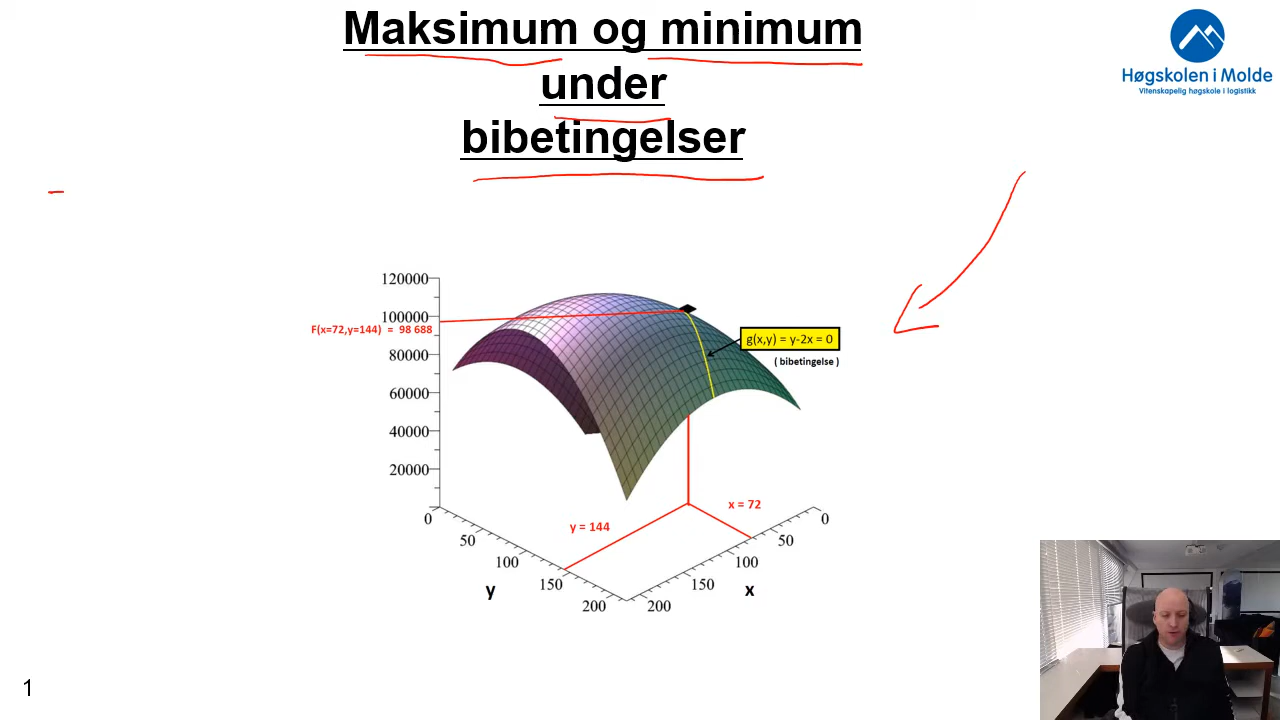 Maksimum og minimum
under
bibetingelser
Høgskolen i Molde
Vitenskapelig høgskole i logistikk
120000
100000
F(x=72,y=144) = 98 688
80000
60000
40000
20000
0
g(x,y) = y-2x = 0
( bibetingelse )
x = 72
y = 144
0
50
100
150
200
y
0
50
100
150
200
x
1